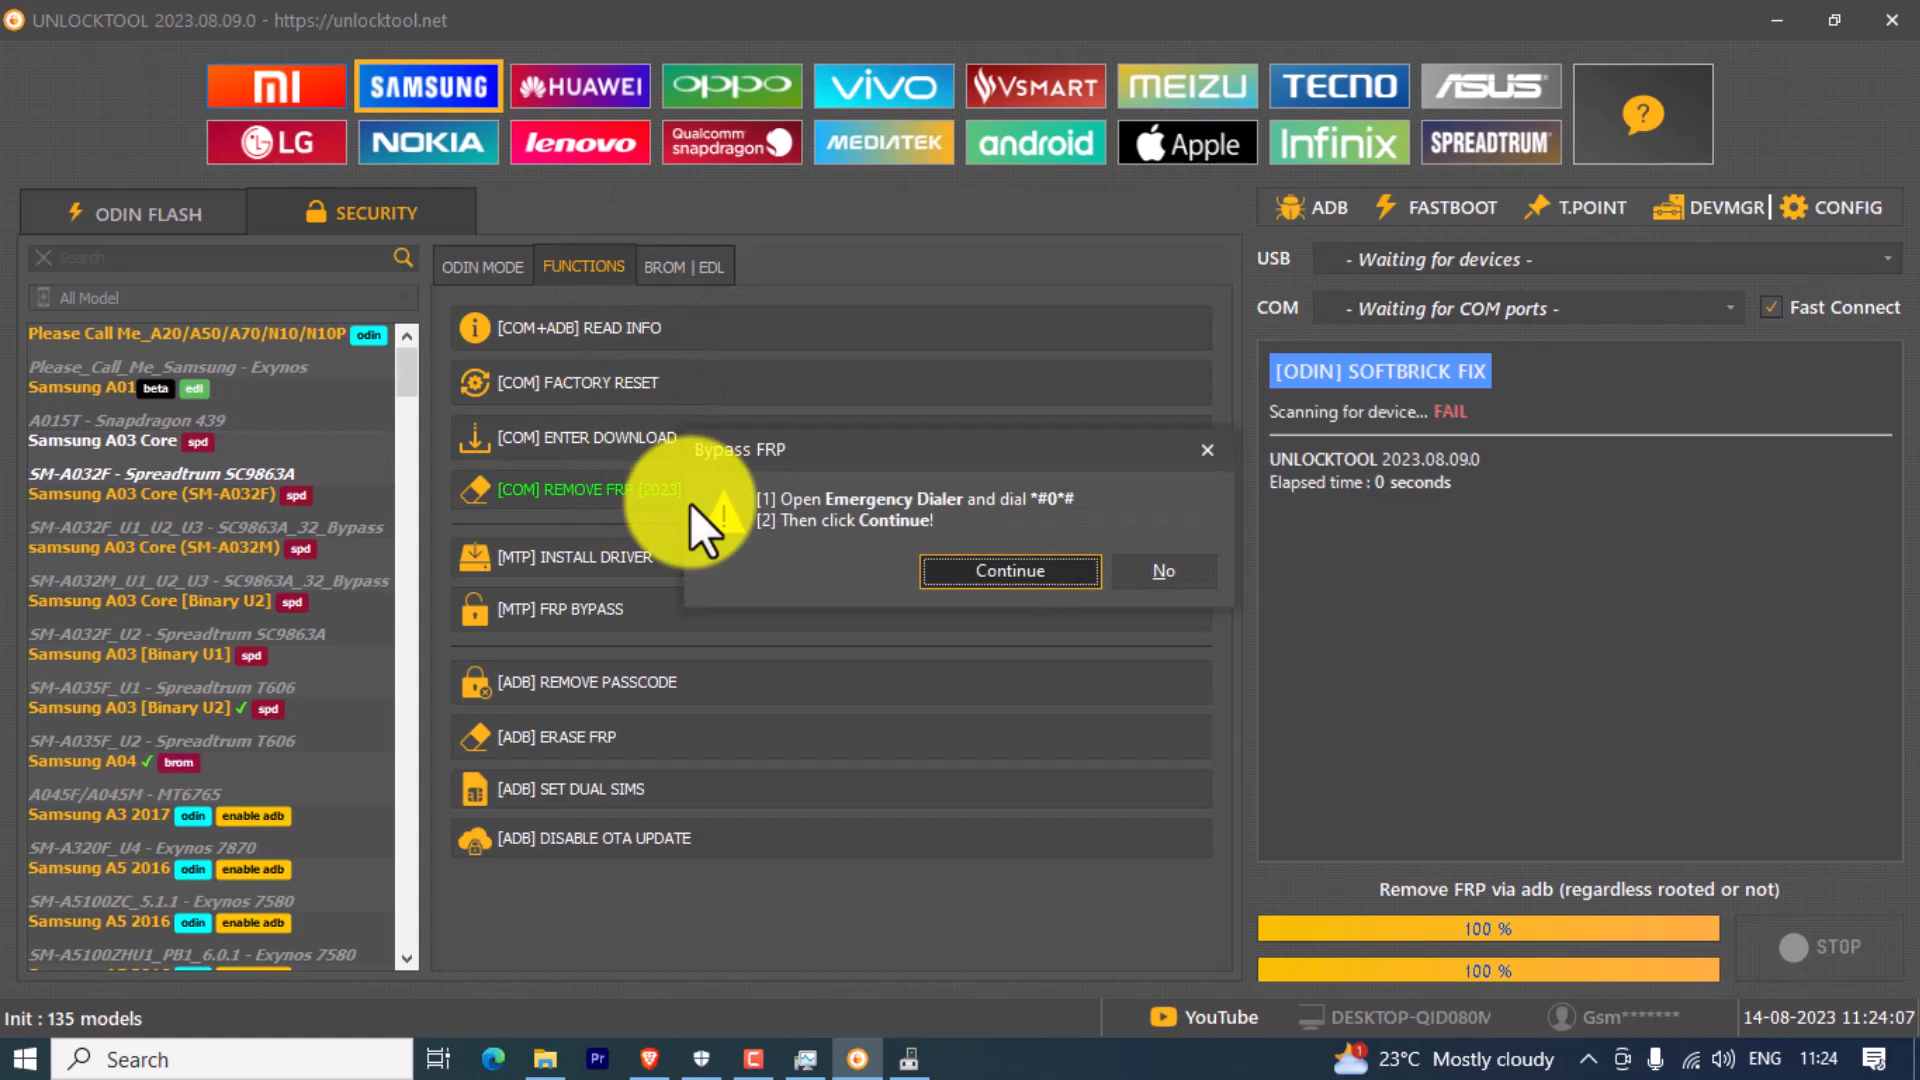 UNLOCKTOOL 2023.08.09.0 - https://unlocktool.net
MI SAMSUNG HUAWEI oppo vivo VSMART MEIZU TECNO ASUS ?
LG NOKIA lenovo Qualcomm snapdragon MEDIATEK android Apple Infinix SPREADTRUM
ODIN FLASH SECURITY
ADB FASTBOOT T.POINT DEVMGR CONFIG
Search
All Model
Please Call Me_A20/A50/A70/N10/N10P odin
Please_Call_Me_Samsung - Exynos
Samsung A01 beta edl
A015T - Snapdragon 439
Samsung A03 Core spd
SM-A032F - Spreadtrum SC9863A
Samsung A03 Core (SM-A032F) spd
SM-A032F_U1_U2_U3 - SC9863A_32_Bypass
samsung A03 Core (SM-A032M) spd
SM-A032M_U1_U2_U3 - SC9863A_32_Bypass
Samsung A03 Core [Binary U2] spd
SM-A032F_U2 - Spreadtrum SC9863A
Samsung A03 [Binary U1] spd
SM-A035F_U1 - Spreadtrum T606
Samsung A03 [Binary U2] ✓ spd
SM-A035F_U2 - Spreadtrum T606
Samsung A04 ✓ brom
A045F/A045M - MT6765
Samsung A3 2017 odin enable adb
SM-A320F_U4 - Exynos 7870
Samsung A5 2016 odin enable adb
SM-A5100ZC_5.1.1 - Exynos 7580
Samsung A5 2016 odin enable adb
SM-A5100ZHU1_PB1_6.0.1 - Exynos 7580
ODIN MODE FUNCTIONS BROM | EDL
[COM+ADB] READ INFO
[COM] FACTORY RESET
[COM] ENTER DOWNLOAD
[COM] REMOVE FRP [2023]
[MTP] INSTALL DRIVER
[MTP] FRP BYPASS
[ADB] REMOVE PASSCODE
[ADB] ERASE FRP
[ADB] SET DUAL SIMS
[ADB] DISABLE OTA UPDATE
Bypass FRP
[1] Open Emergency Dialer and dial *#0*#
[2] Then click Continue!
Continue No
USB - Waiting for devices -
COM - Waiting for COM ports - Fast Connect
[ODIN] SOFTBRICK FIX
Scanning for device... FAIL
UNLOCKTOOL 2023.08.09.0
Elapsed time : 0 seconds
Remove FRP via adb (regardless rooted or not)
100 %
100 %
STOP
Init : 135 models
YouTube DESKTOP-QID080M Gsm******* 14-08-2023 11:24:07
Search
Pr
1
23°C Mostly cloudy ENG 11:24